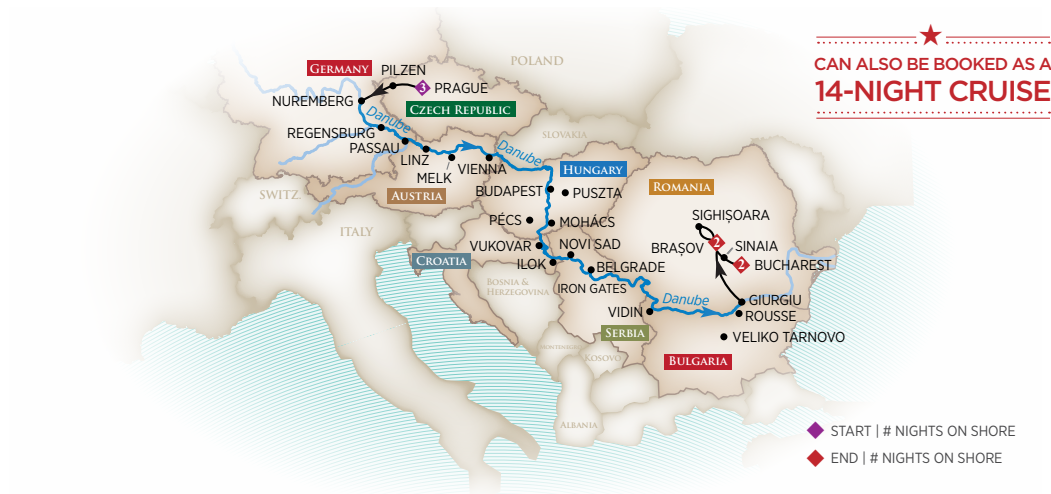 CAN ALSO BE BOOKED AS A
14-NIGHT CRUISE
POLAND
GERMANY
PILZEN
3
PRAGUE
NUREMBERG
CZECH REPUBLIC
Danube
REGENSBURG
SLOVAKIA
PASSAU
LINZ
Danube
MELK
VIENNA
HUNGARY
SWITZ.
AUSTRIA
BUDAPEST
PUSZTA
ROMANIA
PÉCS
MOHÁCS
SIGHIȘOARA
ITALY
VUKOVAR
NOVI SAD
BRAȘOV
2
SINAIA
CROATIA
ILOK
BELGRADE
2
BUCHAREST
BOSNIA &
HERZEGOVINA
IRON GATES
Danube
GIURGIU
VIDIN
ROUSSE
SERBIA
VELIKO TARNOVO
MONTENEGRO
KOSOVO
BULGARIA
ALBANIA
START | # NIGHTS ON SHORE
END | # NIGHTS ON SHORE